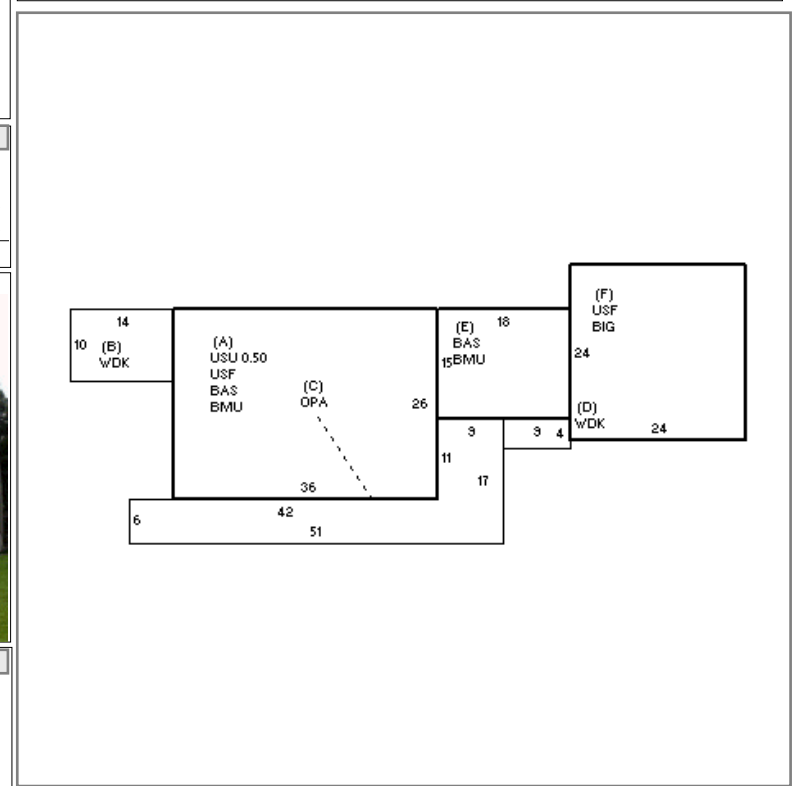 14
10
(B)
WDK
(A)
USU 0.50
USF
BAS
BMU
(C)
OPA
26
36
18
(E)
BAS
BMU
15
(F)
USF
BIG
24
(D)
WDK
24
9
9
4
11
17
6
42
51